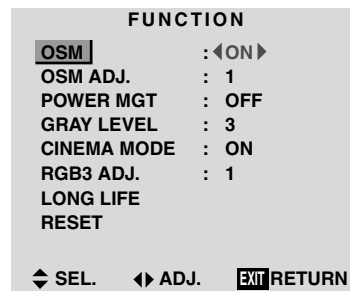 FUNCTION
OSM : ◀ON▶
OSM ADJ. : 1
POWER MGT : OFF
GRAY LEVEL : 3
CINEMA MODE : ON
RGB3 ADJ. : 1
LONG LIFE
RESET
SEL. ADJ. EXIT RETURN